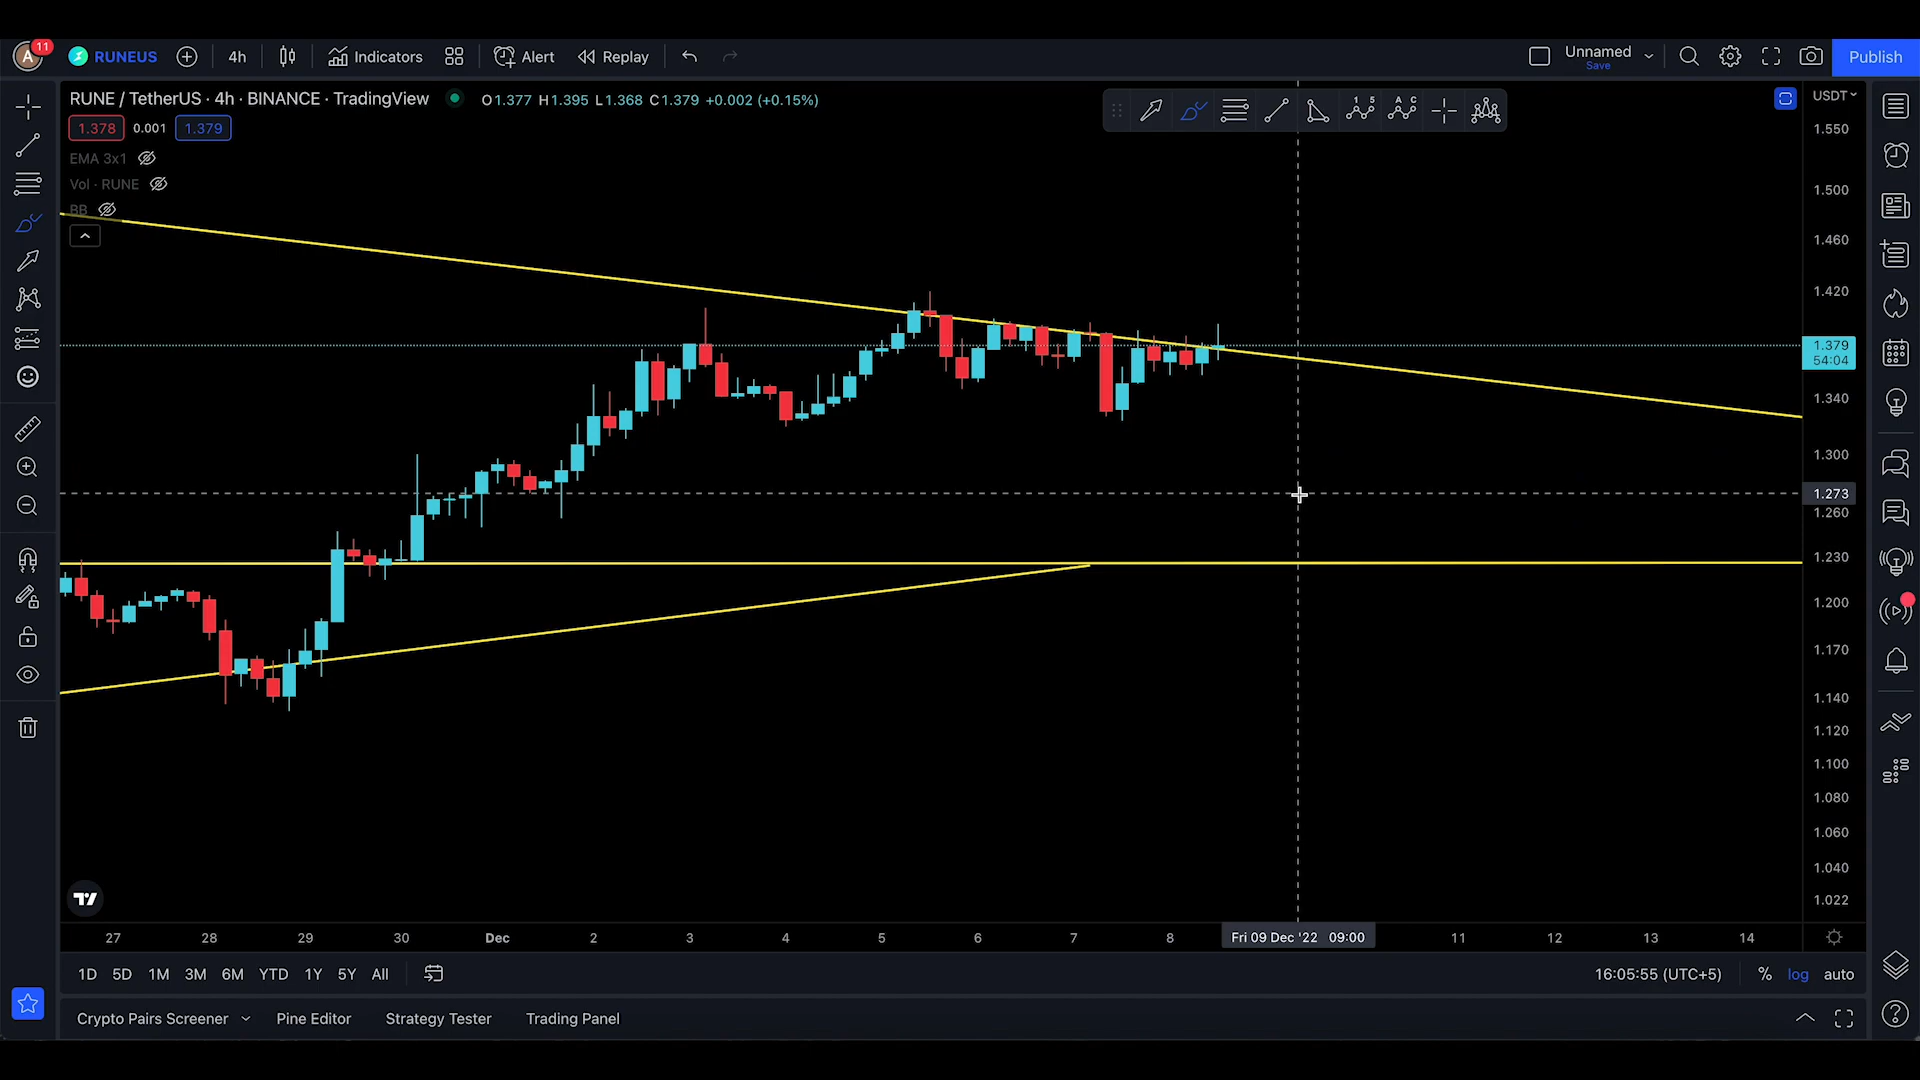 A 11 RUNEUS 4h Indicators Alert Replay Unnamed Save Publish
RUNE / TetherUS · 4h · BINANCE · TradingView O1.377 H1.395 L1.368 C1.379 +0.002 (+0.15%)
1.378 0.001 1.379
EMA 3x1
Vol · RUNE
BB
1 5
A C
USDT
1.550
1.500
1.460
1.420
1.379
54:04
1.340
1.300
1.273
1.260
1.230
1.200
1.170
1.140
1.120
1.100
1.080
1.060
1.040
1.022
27 28 29 30 Dec 2 3 4 5 6 7 8 Fri 09 Dec '22 09:00 11 12 13 14
1D 5D 1M 3M 6M YTD 1Y 5Y All 16:05:55 (UTC+5) % log auto
Crypto Pairs Screener Pine Editor Strategy Tester Trading Panel